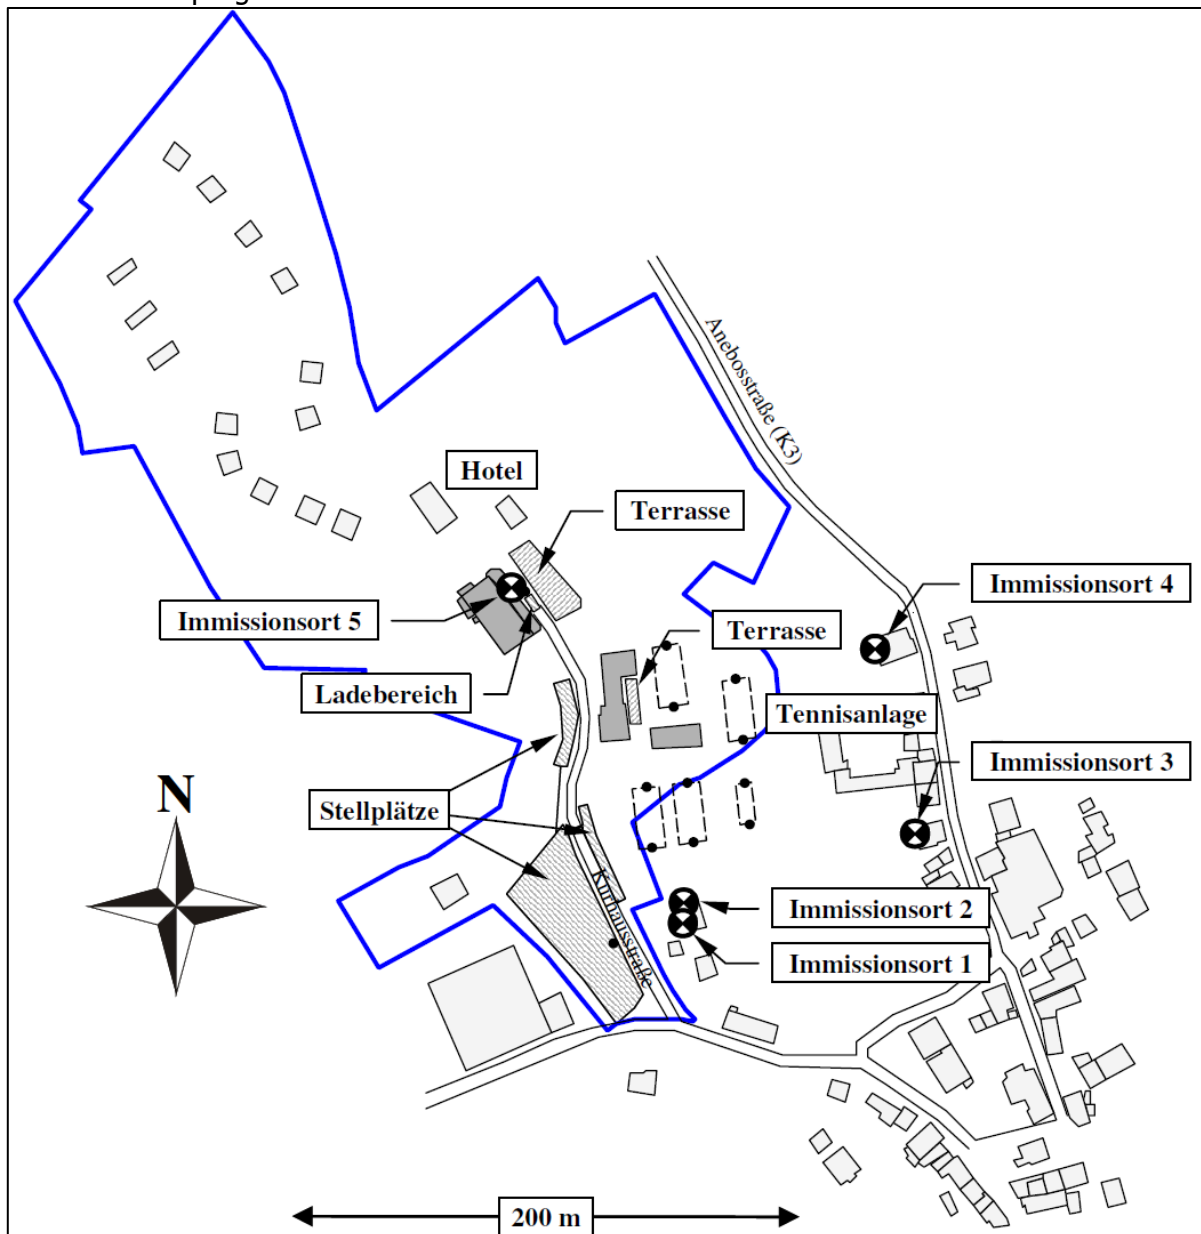 Anebosstraße (K3)
Hotel
Terrasse
Immissionsort 4
Immissionsort 5
Terrasse
Ladebereich
Tennisanlage
Immissionsort 3
N
Stellplätze
Kurhausstraße
Immissionsort 2
Immissionsort 1
200 m